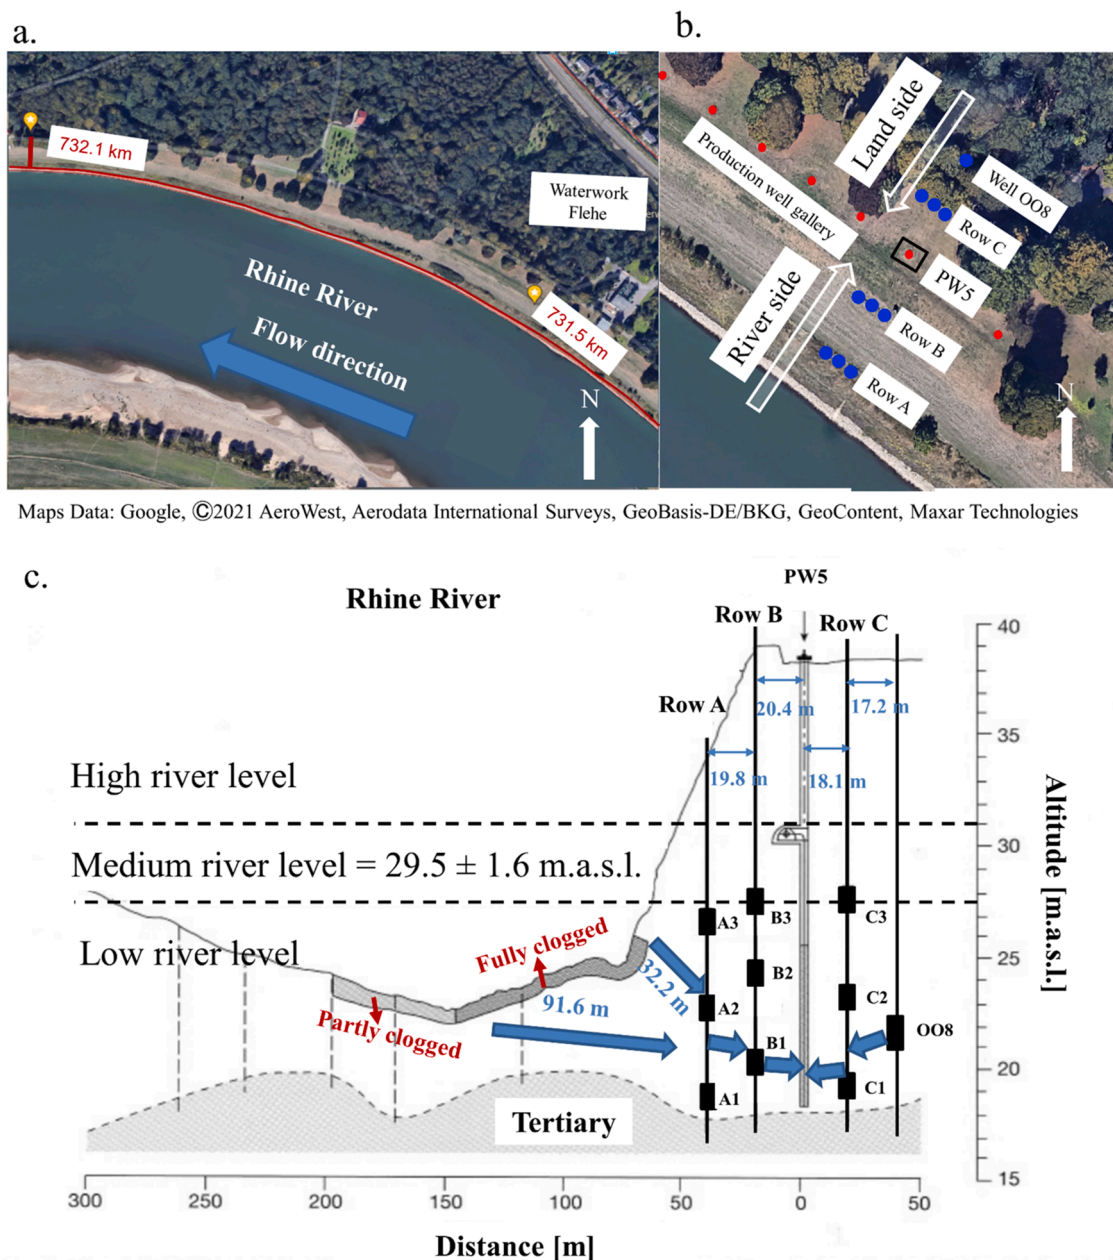 a.
732.1 km
Waterwork
Flehe
Rhine River
Flow direction
731.5 km
N
b.
Land side
Production well gallery
Well OO8
Row C
PW5
River side
Row B
Row A
N
Maps Data: Google, ©2021 AeroWest, Aerodata International Surveys, GeoBasis-DE/BKG, GeoContent, Maxar Technologies
c.
Rhine River
PW5
Row B
Row C
Row A
20.4 m
17.2 m
19.8 m
18.1 m
High river level
Medium river level = 29.5 ± 1.6 m.a.s.l.
Low river level
Fully clogged
Partly clogged
91.6 m
32.2 m
A3
B3
C3
B2
A2
C2
B1
OO8
A1
C1
Tertiary
40
35
30
25
20
15
Altitude [m.a.s.l.]
300
250
200
150
100
50
0
50
Distance [m]